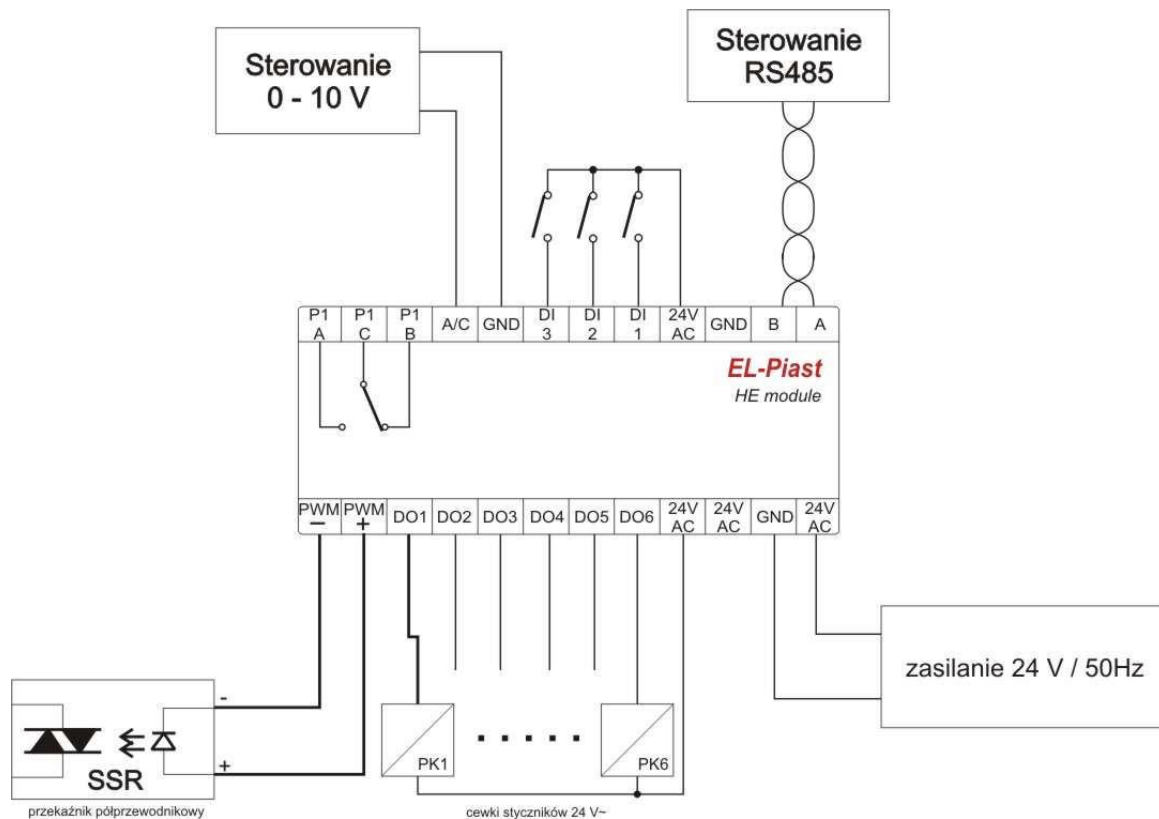 Sterowanie
0 - 10 V
Sterowanie
RS485
P1 A
P1 C
P1 B
A/C
GND
DI 3
DI 2
DI 1
24V AC
GND
B
A
EL-Piast
HE module
PWM −
PWM +
DO1
DO2
DO3
DO4
DO5
DO6
24V AC
24V AC
GND
24V AC
zasilanie 24 V / 50Hz
-
+
SSR
PK1
PK6
przekaźnik półprzewodnikowy
cewki styczników 24 V~